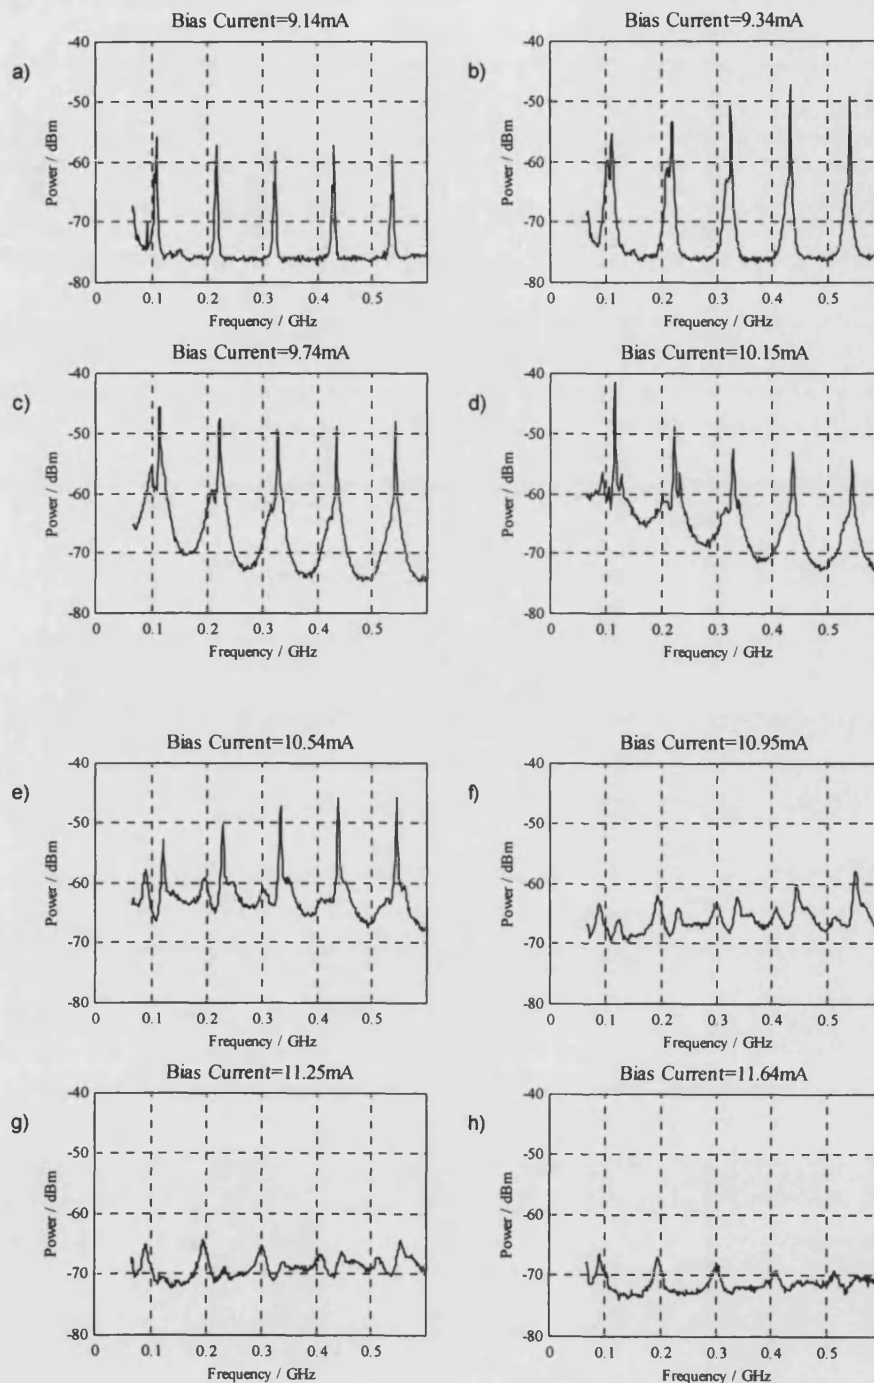 Bias Current=9.14mA
a)
-40
-50
-60
-70
-80
Power / dBm
0 0.1 0.2 0.3 0.4 0.5
Frequency / GHz
Bias Current=9.34mA
b)
-40
-50
-60
-70
-80
Power / dBm
0 0.1 0.2 0.3 0.4 0.5
Frequency / GHz
Bias Current=9.74mA
c)
-40
-50
-60
-70
-80
Power / dBm
0 0.1 0.2 0.3 0.4 0.5
Frequency / GHz
Bias Current=10.15mA
d)
-40
-50
-60
-70
-80
Power / dBm
0 0.1 0.2 0.3 0.4 0.5
Frequency / GHz
Bias Current=10.54mA
e)
-40
-50
-60
-70
-80
Power / dBm
0 0.1 0.2 0.3 0.4 0.5
Frequency / GHz
Bias Current=10.95mA
f)
-40
-50
-60
-70
-80
Power / dBm
0 0.1 0.2 0.3 0.4 0.5
Frequency / GHz
Bias Current=11.25mA
g)
-40
-50
-60
-70
-80
Power / dBm
0 0.1 0.2 0.3 0.4 0.5
Frequency / GHz
Bias Current=11.64mA
h)
-40
-50
-60
-70
-80
Power / dBm
0 0.1 0.2 0.3 0.4 0.5
Frequency / GHz